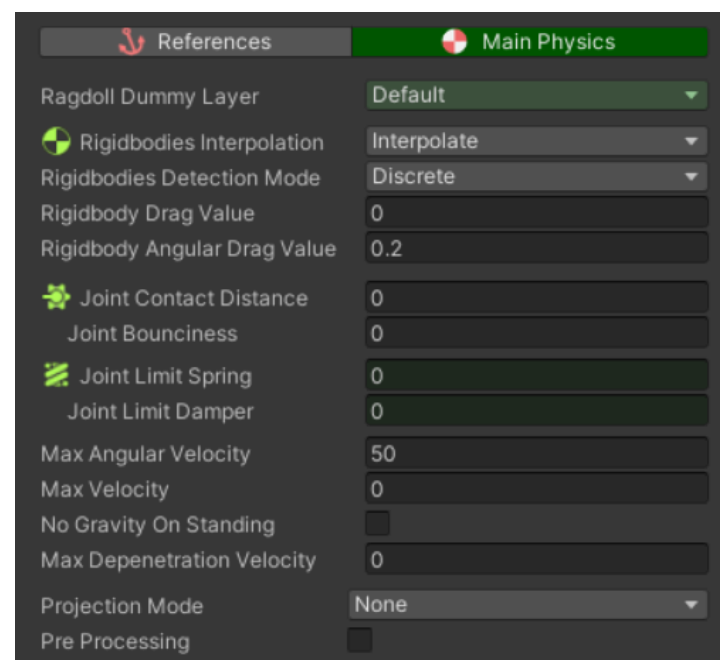 References Main Physics
Ragdoll Dummy Layer Default
Rigidbodies Interpolation Interpolate
Rigidbodies Detection Mode Discrete
Rigidbody Drag Value 0
Rigidbody Angular Drag Value 0.2
Joint Contact Distance 0
Joint Bounciness 0
Joint Limit Spring 0
Joint Limit Damper 0
Max Angular Velocity 50
Max Velocity 0
No Gravity On Standing
Max Depenetration Velocity 0
Projection Mode None
Pre Processing